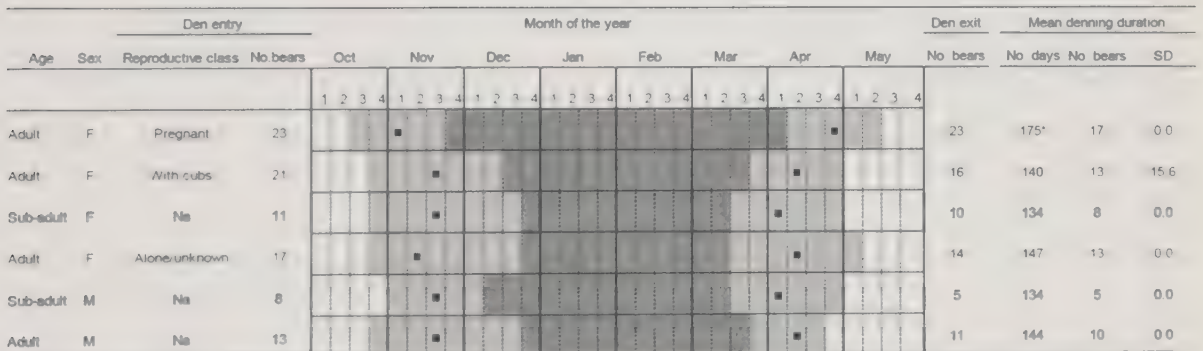 Den entry Month of the year Den exit Mean denning duration
Age Sex Reproductive class No. bears Oct Nov Dec Jan Feb Mar Apr May No bears No days No bears SD
1 2 3 4 1 2 3 4 1 2 3 4 1 2 3 4 1 2 3 4 1 2 3 4 1 2 3 4 1 2 3 4
Adult F Pregnant 23 23 175* 17 0.0
Adult F With cubs 21 16 140 13 15.6
Sub-adult F Na 11 10 134 8 0.0
Adult F Alone/unknown 17 14 147 13 0.0
Sub-adult M Na 8 5 134 5 0.0
Adult M Na 13 11 144 10 0.0